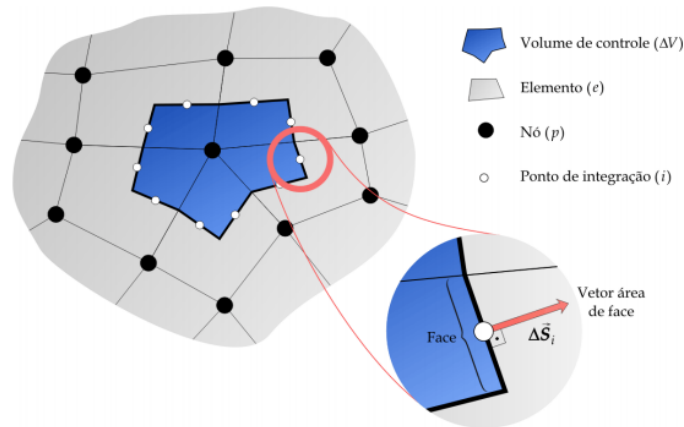 Volume de controle (ΔV)
Elemento (e)
Nó (p)
Ponto de integração (i)
Vetor área
de face
Face
ΔS⃗ᵢ